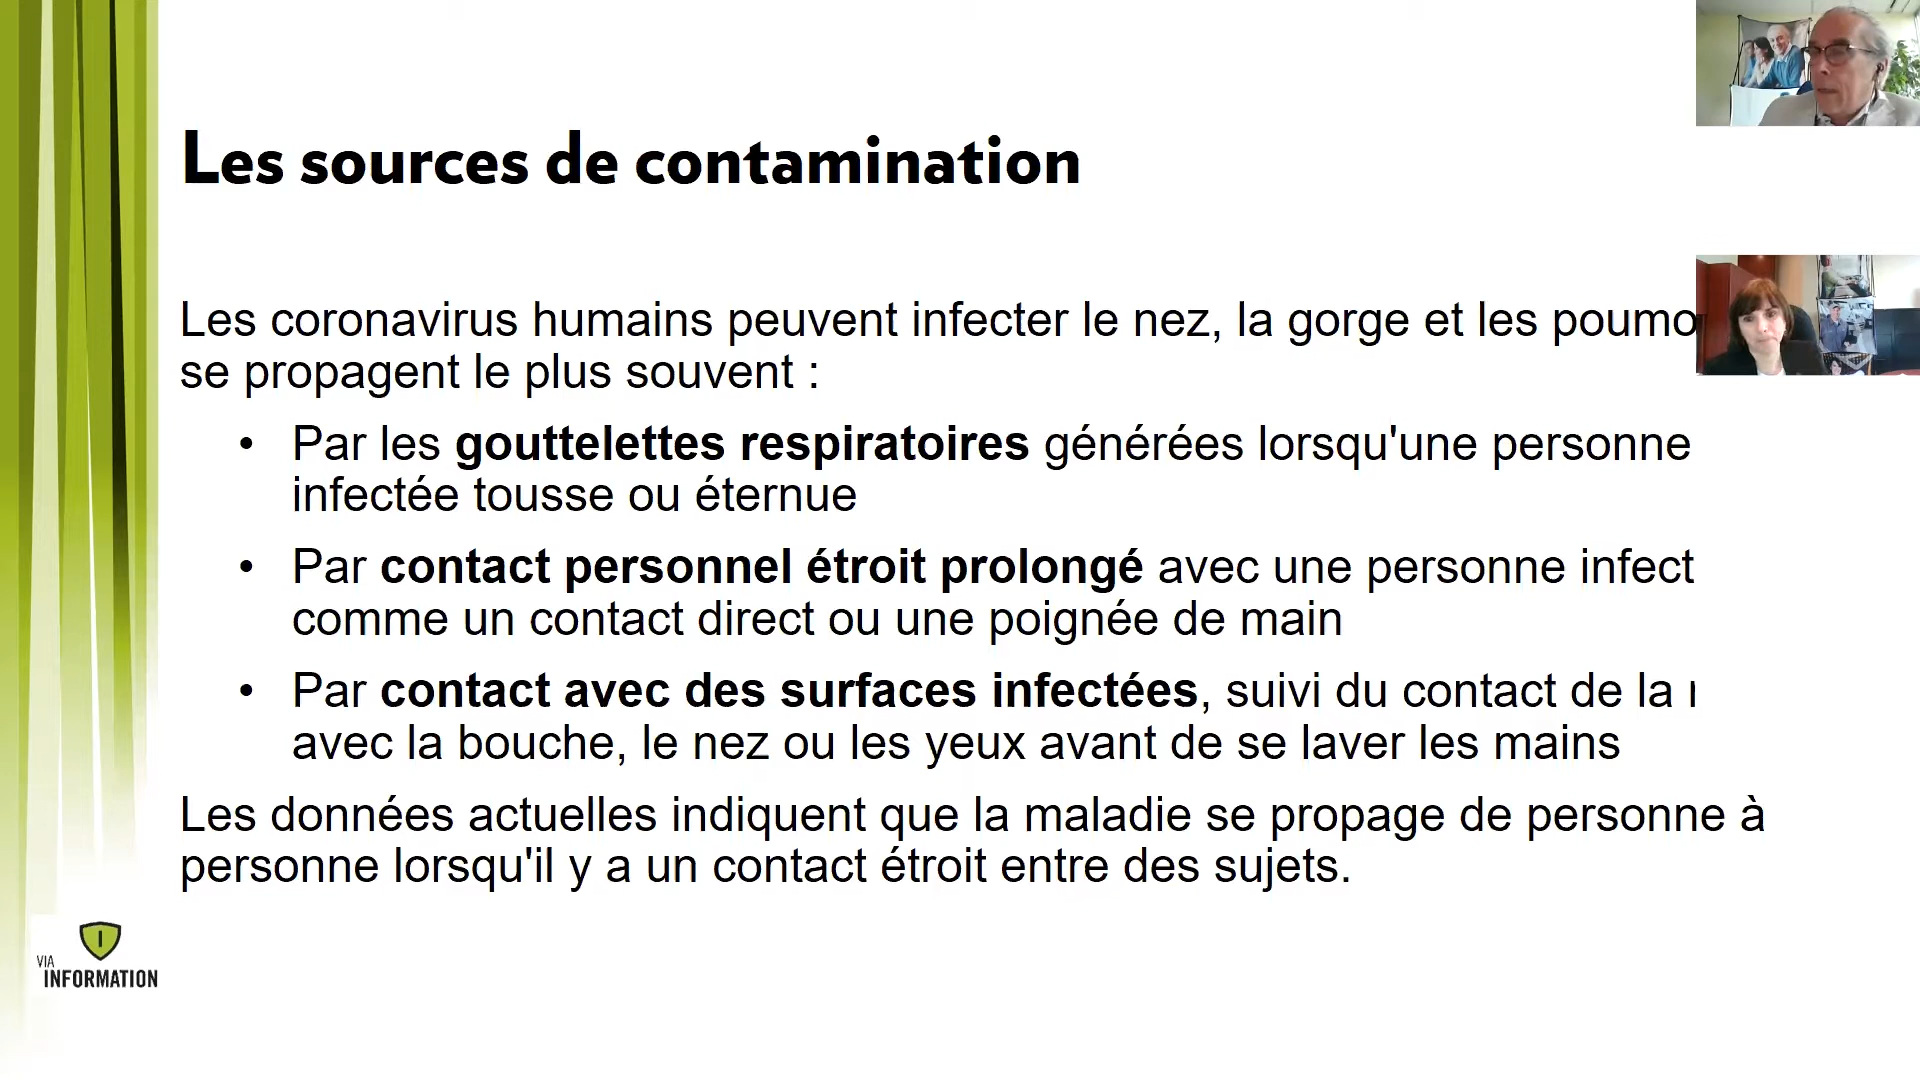 Les sources de contamination
Les coronavirus humains peuvent infecter le nez, la gorge et les
se propagent le plus souvent :
• Par les gouttelettes respiratoires générées lorsqu'une personne
infectée tousse ou éternue
• Par contact personnel étroit prolongé avec une personne
comme un contact direct ou une poignée de main
• Par contact avec des surfaces infectées, suivi du contact de la
avec la bouche, le nez ou les yeux avant de se laver les mains
Les données actuelles indiquent que la maladie se propage de personne à
personne lorsqu'il y a un contact étroit entre des sujets.
VIA
INFORMATION